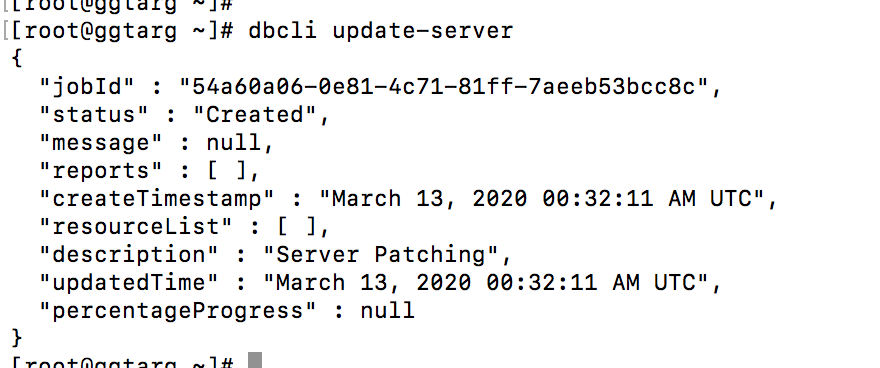 [[root@ggtarg ~]#
[[root@ggtarg ~]# dbcli update-server
{
  "jobId" : "54a60a06-0e81-4c71-81ff-7aeeb53bcc8c",
  "status" : "Created",
  "message" : null,
  "reports" : [ ],
  "createTimestamp" : "March 13, 2020 00:32:11 AM UTC",
  "resourceList" : [ ],
  "description" : "Server Patching",
  "updatedTime" : "March 13, 2020 00:32:11 AM UTC",
  "percentageProgress" : null
}
[root@ggtarg ~]#